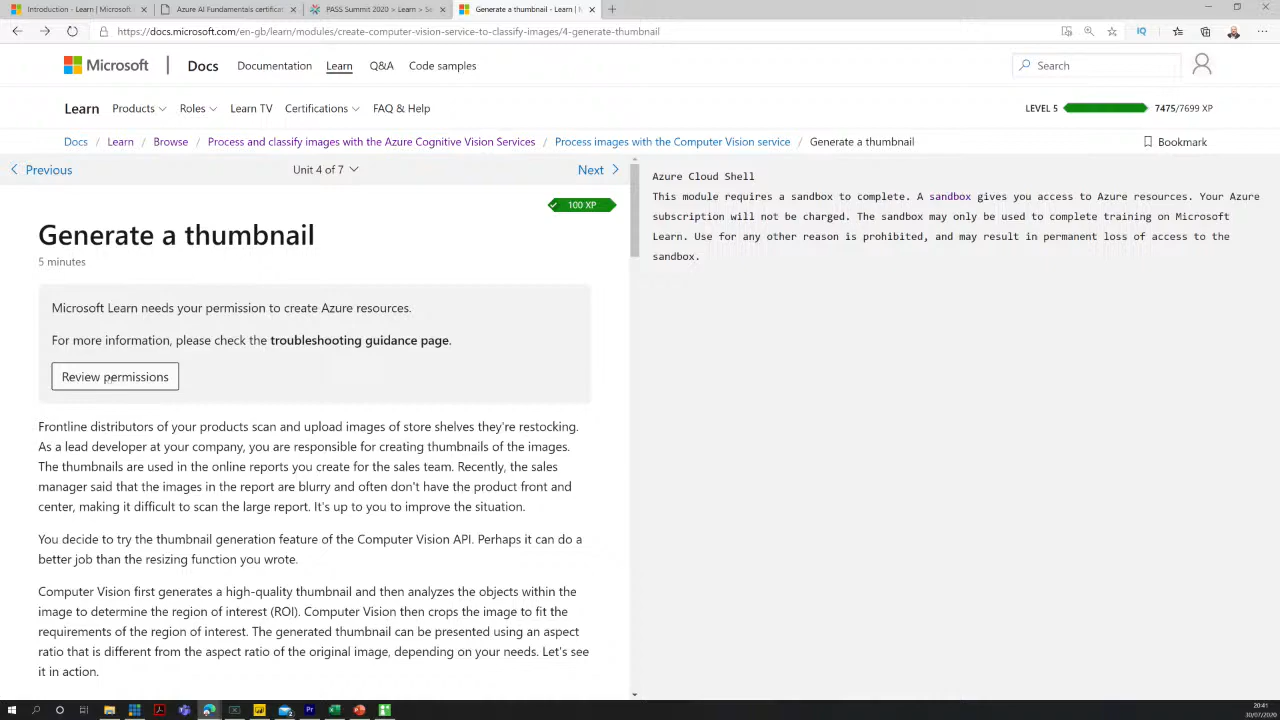 Introduction - Learn | Microsoft
Azure AI Fundamentals certificat
PASS Summit 2020 > Learn > Se
Generate a thumbnail - Learn | M
https://docs.microsoft.com/en-gb/learn/modules/create-computer-vision-service-to-classify-images/4-generate-thumbnail
IQ
Microsoft
Docs
Documentation
Learn
Q&A
Code samples
Search
Learn
Products
Roles
Learn TV
Certifications
FAQ & Help
LEVEL 5
7475/7699 XP
Docs / Learn / Browse / Process and classify images with the Azure Cognitive Vision Services / Process images with the Computer Vision service / Generate a thumbnail
Bookmark
Previous
Unit 4 of 7
Next
100 XP
Generate a thumbnail
5 minutes
Microsoft Learn needs your permission to create Azure resources.
For more information, please check the troubleshooting guidance page.
Review permissions
Frontline distributors of your products scan and upload images of store shelves they're restocking.
As a lead developer at your company, you are responsible for creating thumbnails of the images.
The thumbnails are used in the online reports you create for the sales team. Recently, the sales
manager said that the images in the report are blurry and often don't have the product front and
center, making it difficult to scan the large report. It's up to you to improve the situation.
You decide to try the thumbnail generation feature of the Computer Vision API. Perhaps it can do a
better job than the resizing function you wrote.
Computer Vision first generates a high-quality thumbnail and then analyzes the objects within the
image to determine the region of interest (ROI). Computer Vision then crops the image to fit the
requirements of the region of interest. The generated thumbnail can be presented using an aspect
ratio that is different from the aspect ratio of the original image, depending on your needs. Let's see
it in action.
Azure Cloud Shell
This module requires a sandbox to complete. A sandbox gives you access to Azure resources. Your Azure
subscription will not be charged. The sandbox may only be used to complete training on Microsoft
Learn. Use for any other reason is prohibited, and may result in permanent loss of access to the
sandbox.
20:41
30/07/2020